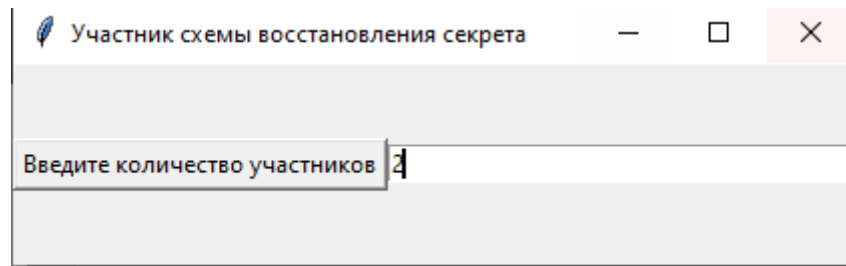 Участник схемы восстановления секрета
Введите количество участников 2